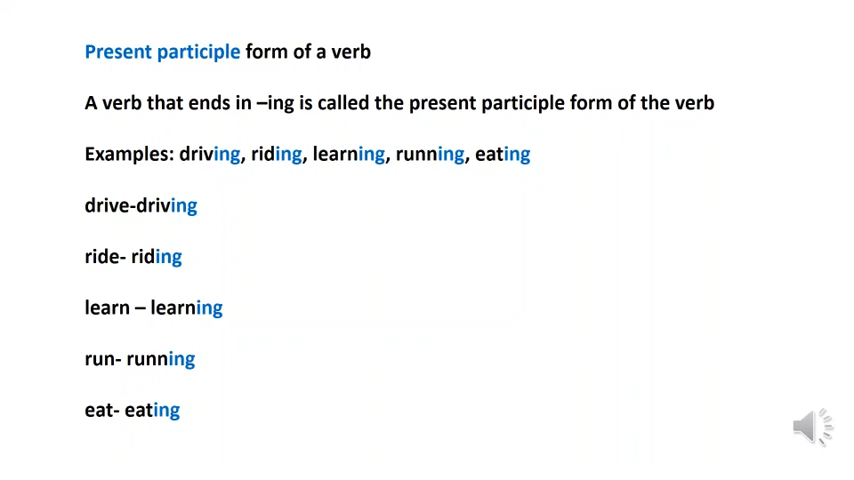 Present participle form of a verb
A verb that ends in –ing is called the present participle form of the verb
Examples: driving, riding, learning, running, eating
drive-driving
ride- riding
learn – learning
run- running
eat- eating